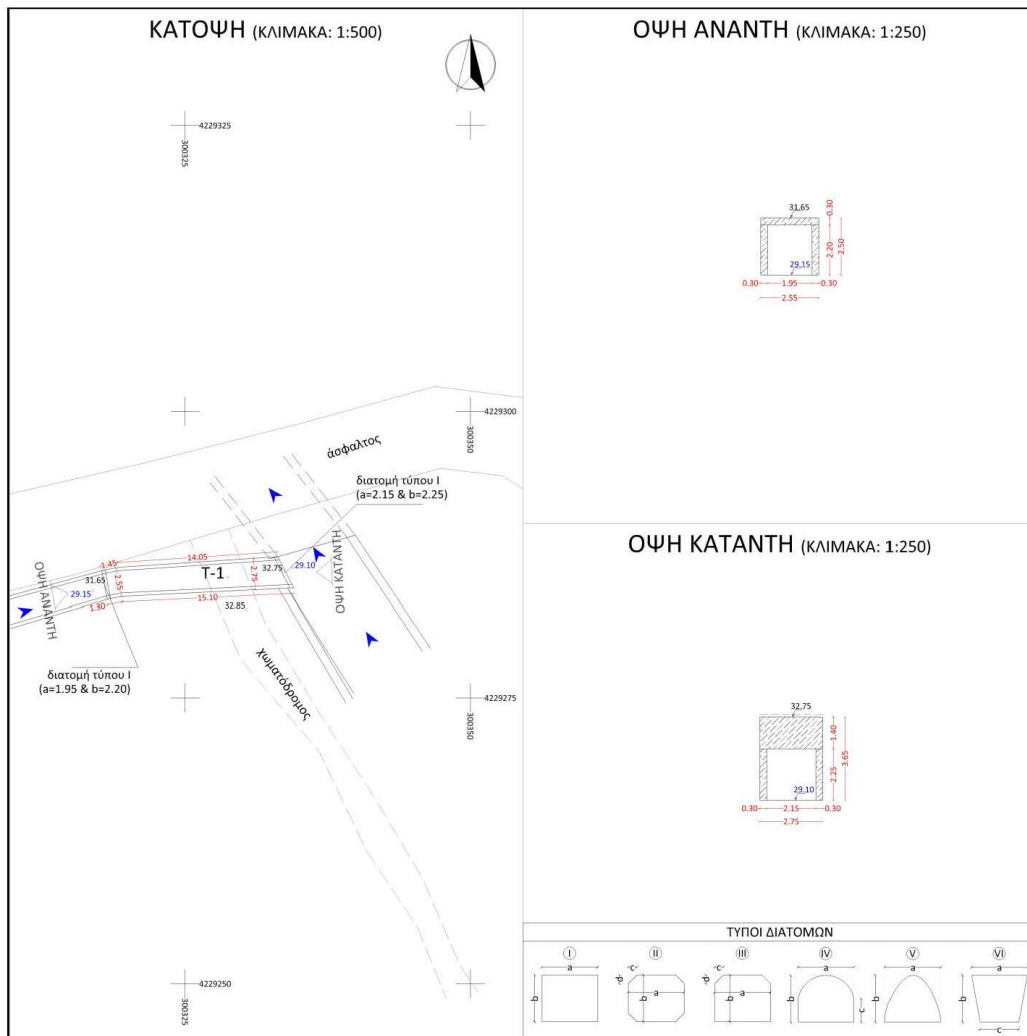 ΚΑΤΟΨΗ (ΚΛΙΜΑΚΑ: 1:500)
4229325
300325
4229300
300350
άσφαλτος
διατομή τύπου Ι
(a=2.15 & b=2.25)
ΟΨΗ ΑΝΑΝΤΗ
1.45
14.05
31.65
2.55
T-1
2.75
32.75
29.10
ΟΨΗ ΚΑΤΑΝΤΗ
29.15
1.30
15.10
32.85
διατομή τύπου Ι
(a=1.95 & b=2.20)
χωματόδρομος
4229275
300350
4229250
300325
ΟΨΗ ΑΝΑΝΤΗ (ΚΛΙΜΑΚΑ: 1:250)
31.65
0.30
2.20
2.50
29.15
0.30 1.95 0.30
2.55
ΟΨΗ ΚΑΤΑΝΤΗ (ΚΛΙΜΑΚΑ: 1:250)
32.75
1.40
3.65
2.25
29.10
0.30 2.15 0.30
2.75
ΤΥΠΟΙ ΔΙΑΤΟΜΩΝ
I II III IV V VI
a c c a a a
b d a b d a b b c b b c